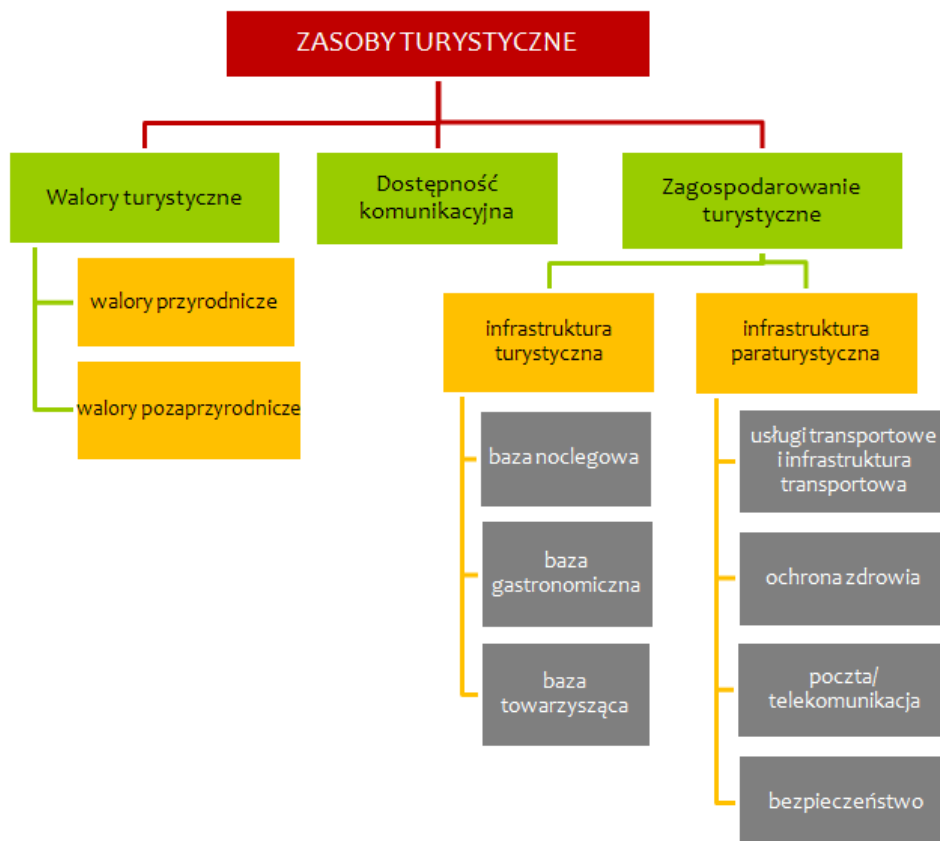 ZASOBY TURYSTYCZNE
Walory turystyczne
Dostępność
komunikacyjna
Zagospodarowanie
turystyczne
walory przyrodnicze
walory pozaprzyrodnicze
infrastruktura
turystyczna
infrastruktura
paraturystyczna
baza noclegowa
baza
gastronomiczna
baza
towarzysząca
usługi transportowe
i infrastruktura
transportowa
ochrona zdrowia
poczta/
telekomunikacja
bezpieczeństwo